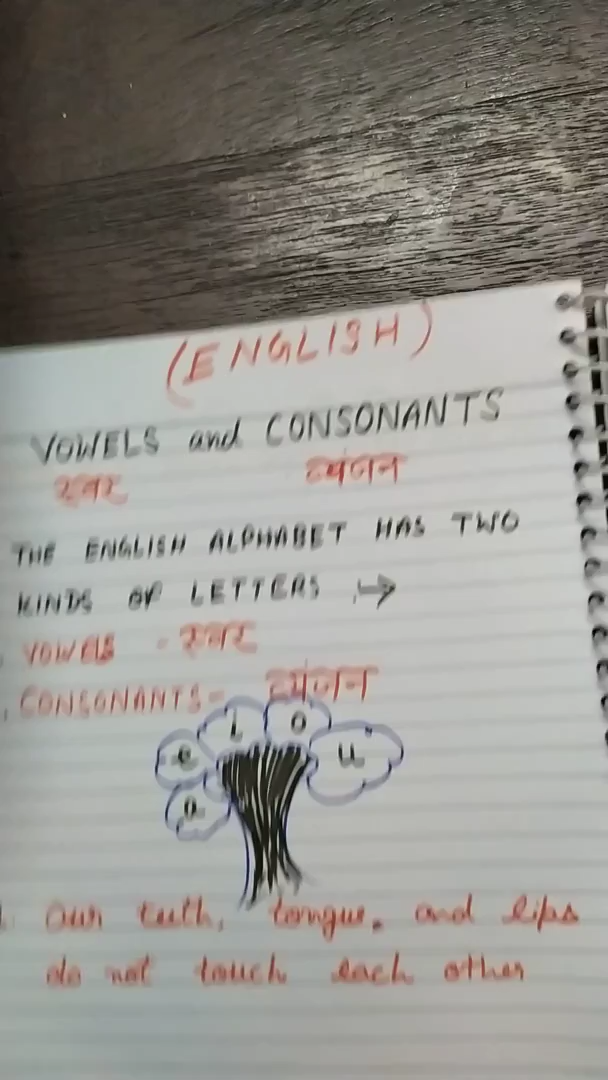 (ENGLISH)
VOWELS and CONSONANTS
स्वर व्यंजन
THE ENGLISH ALPHABET HAS TWO
KINDS OF LETTERS →
VOWELS - स्वर
CONSONANTS- व्यंजन
a e i o u
Our teeth, tongue, and lips
do not touch each other